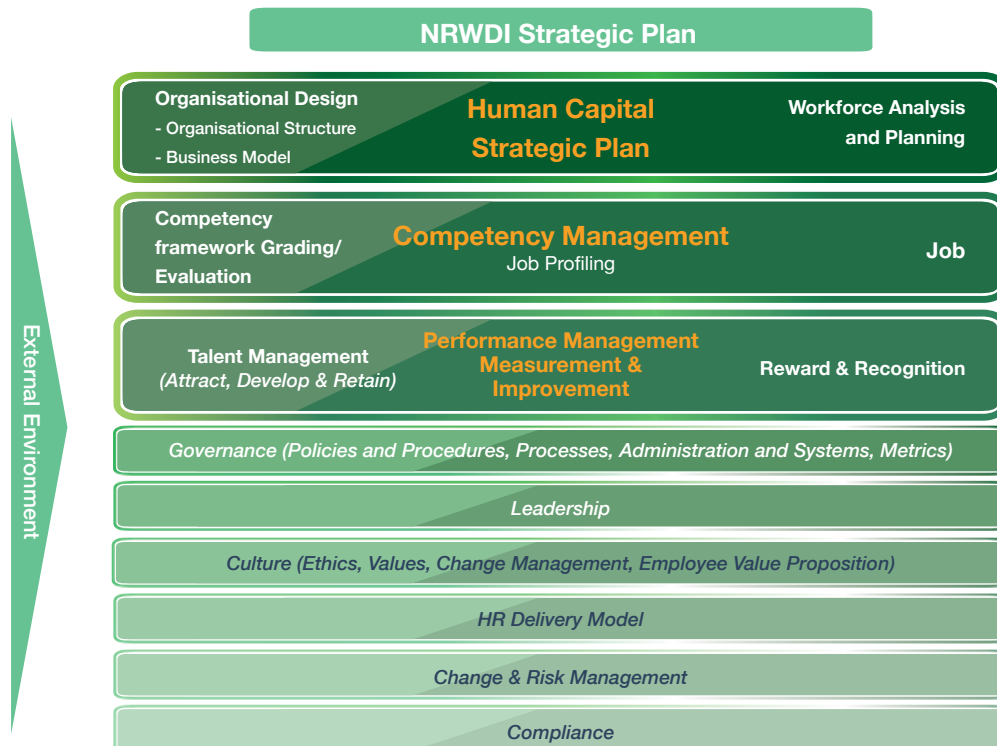 NRWDI Strategic Plan
External Environment
Organisational Design
- Organisational Structure
- Business Model
Human Capital
Strategic Plan
Workforce Analysis
and Planning
Competency
framework Grading/
Evaluation
Competency Management
Job Profiling
Job
Talent Management
(Attract, Develop & Retain)
Performance Management
Measurement &
Improvement
Reward & Recognition
Governance (Policies and Procedures, Processes, Administration and Systems, Metrics)
Leadership
Culture (Ethics, Values, Change Management, Employee Value Proposition)
HR Delivery Model
Change & Risk Management
Compliance